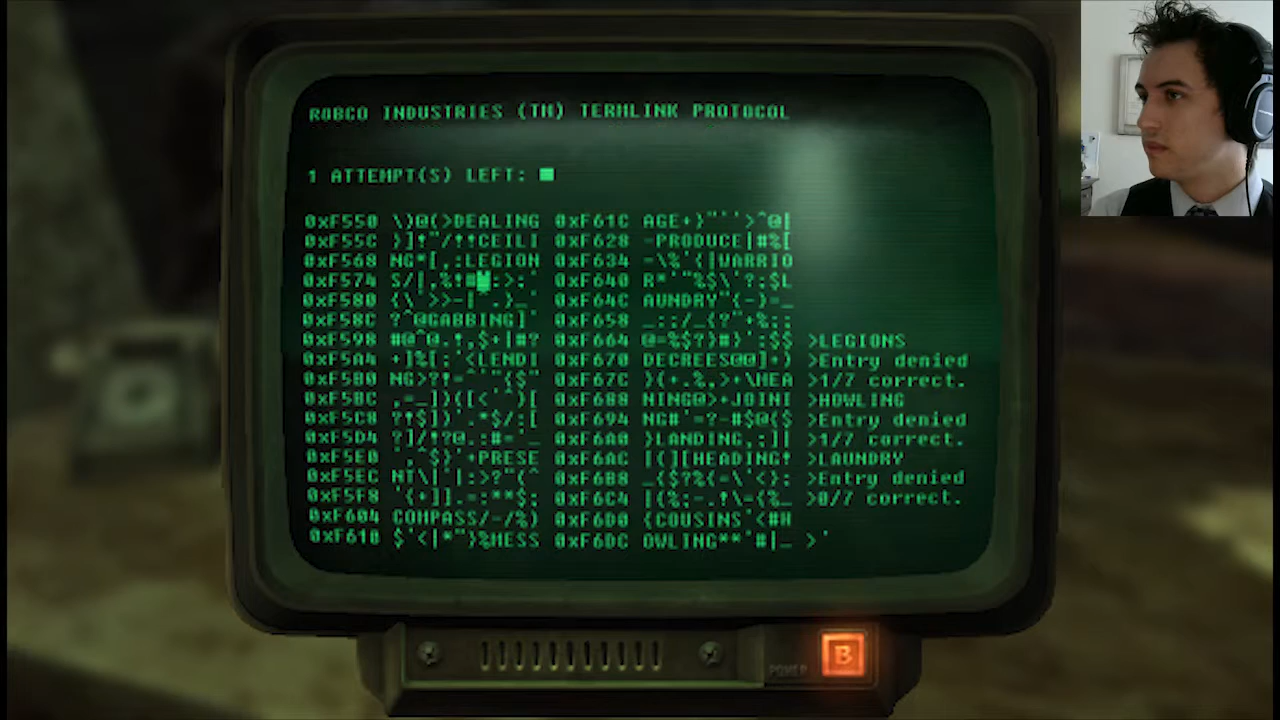 ROBCO INDUSTRIES (TM) TERMLINK PROTOCOL
1 ATTEMPT(S) LEFT:
0xF550 \)@(>DEALING 0xF61C AGE+}"'`>^@|
0xF55C }]!"/!!CEILI 0xF628 -PRODUCE|#%[
0xF568 NG*[,:LEGION 0xF634 -\%'{|WARRIO
0xF574 0xF640
0xF580 0xF64C
0xF58C ?^@GABBING]' 0xF658
0xF598 0xF664 >LEGIONS
0xF5A4 +]%[:'<LENDI 0xF670 DECREES@@]+) >Entry denied
0xF5B0 0xF67C }(+.%,>+\MEA >1/7 correct.
0xF5BC 0xF688 NING@>+JOINI >HOWLING
0xF5C8 0xF694 NG#'=?-#$@($ >Entry denied
0xF5D4 0xF6A0 }LANDING,:]| >1/7 correct.
0xF5E0 0xF6AC [(][HEADING! >LAUNDRY
0xF5EC 0xF6B8 >Entry denied
0xF5F8 0xF6C4 >0/7 correct.
0xF604 COMPASS/-/%) 0xF6D0 {COUSINS'<#H
0xF610 $'<|*"}%MESS 0xF6DC OWLING**'#|_ >'
POWER
B